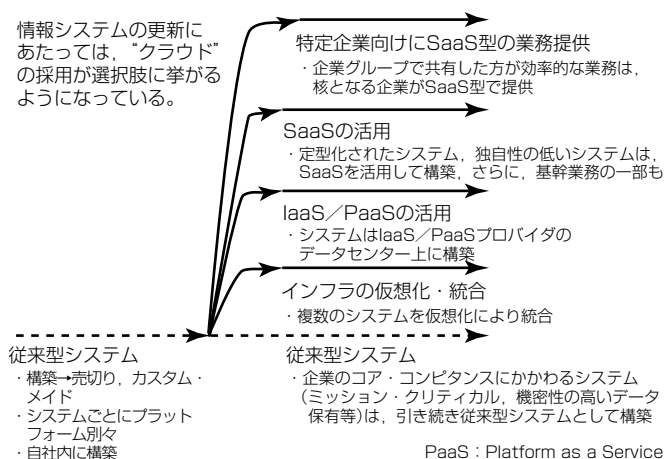 情報システムの更新に
あたっては，“クラウド”
の採用が選択肢に挙がる
ようになっている。
特定企業向けにSaaS型の業務提供
・企業グループで共有した方が効率的な業務は，
核となる企業がSaaS型で提供
SaaSの活用
・定型化されたシステム，独自性の低いシステムは，
SaaSを活用して構築，さらに，基幹業務の一部も
IaaS／PaaSの活用
・システムはIaaS／PaaSプロバイダの
データセンター上に構築
インフラの仮想化・統合
・複数のシステムを仮想化により統合
従来型システム
・構築→売切り，カスタム・
メイド
・システムごとにプラット
フォーム別々
・自社内に構築
従来型システム
・企業のコア・コンピタンスにかかわるシステム
（ミッション・クリティカル，機密性の高いデータ
保有等）は，引き続き従来型システムとして構築
PaaS：Platform as a Service